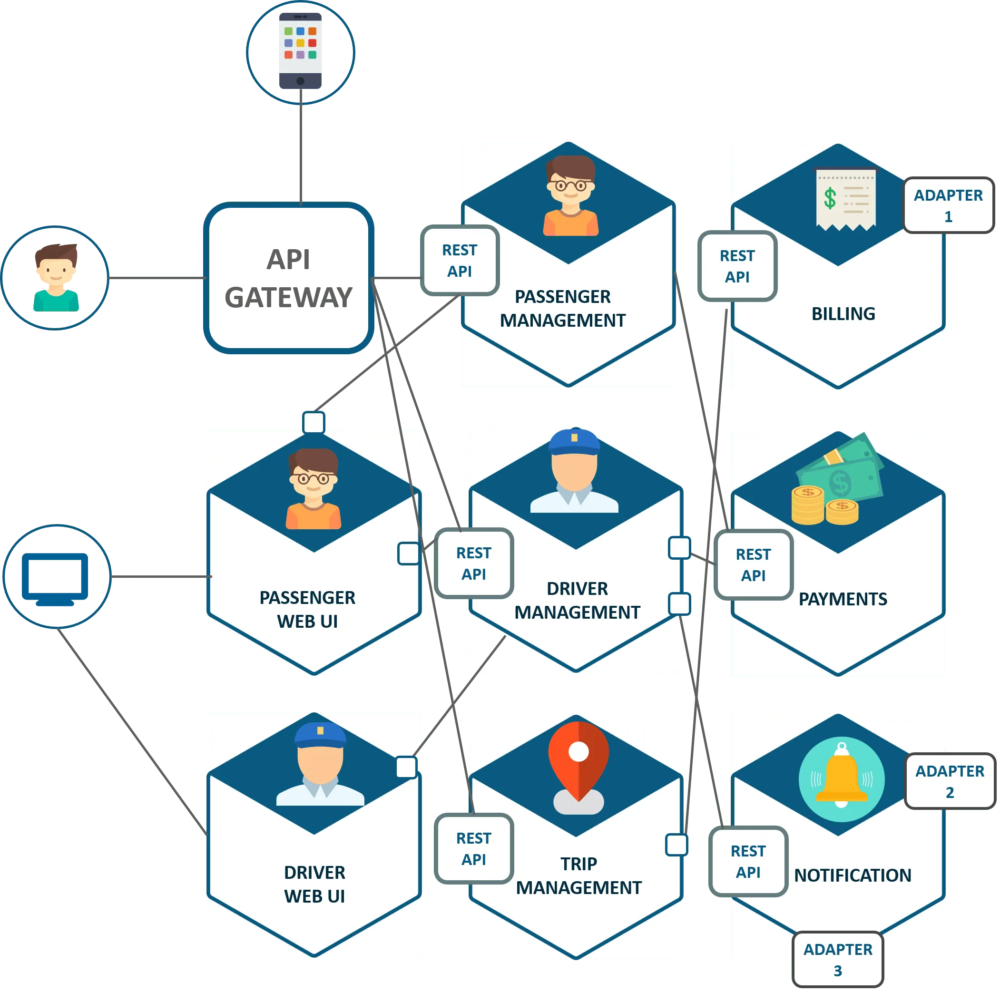 API
GATEWAY
REST
API
PASSENGER
MANAGEMENT
REST
API
BILLING
ADAPTER
1
PASSENGER
WEB UI
REST
API
DRIVER
MANAGEMENT
REST
API
PAYMENTS
DRIVER
WEB UI
REST
API
TRIP
MANAGEMENT
REST
API
NOTIFICATION
ADAPTER
2
ADAPTER
3